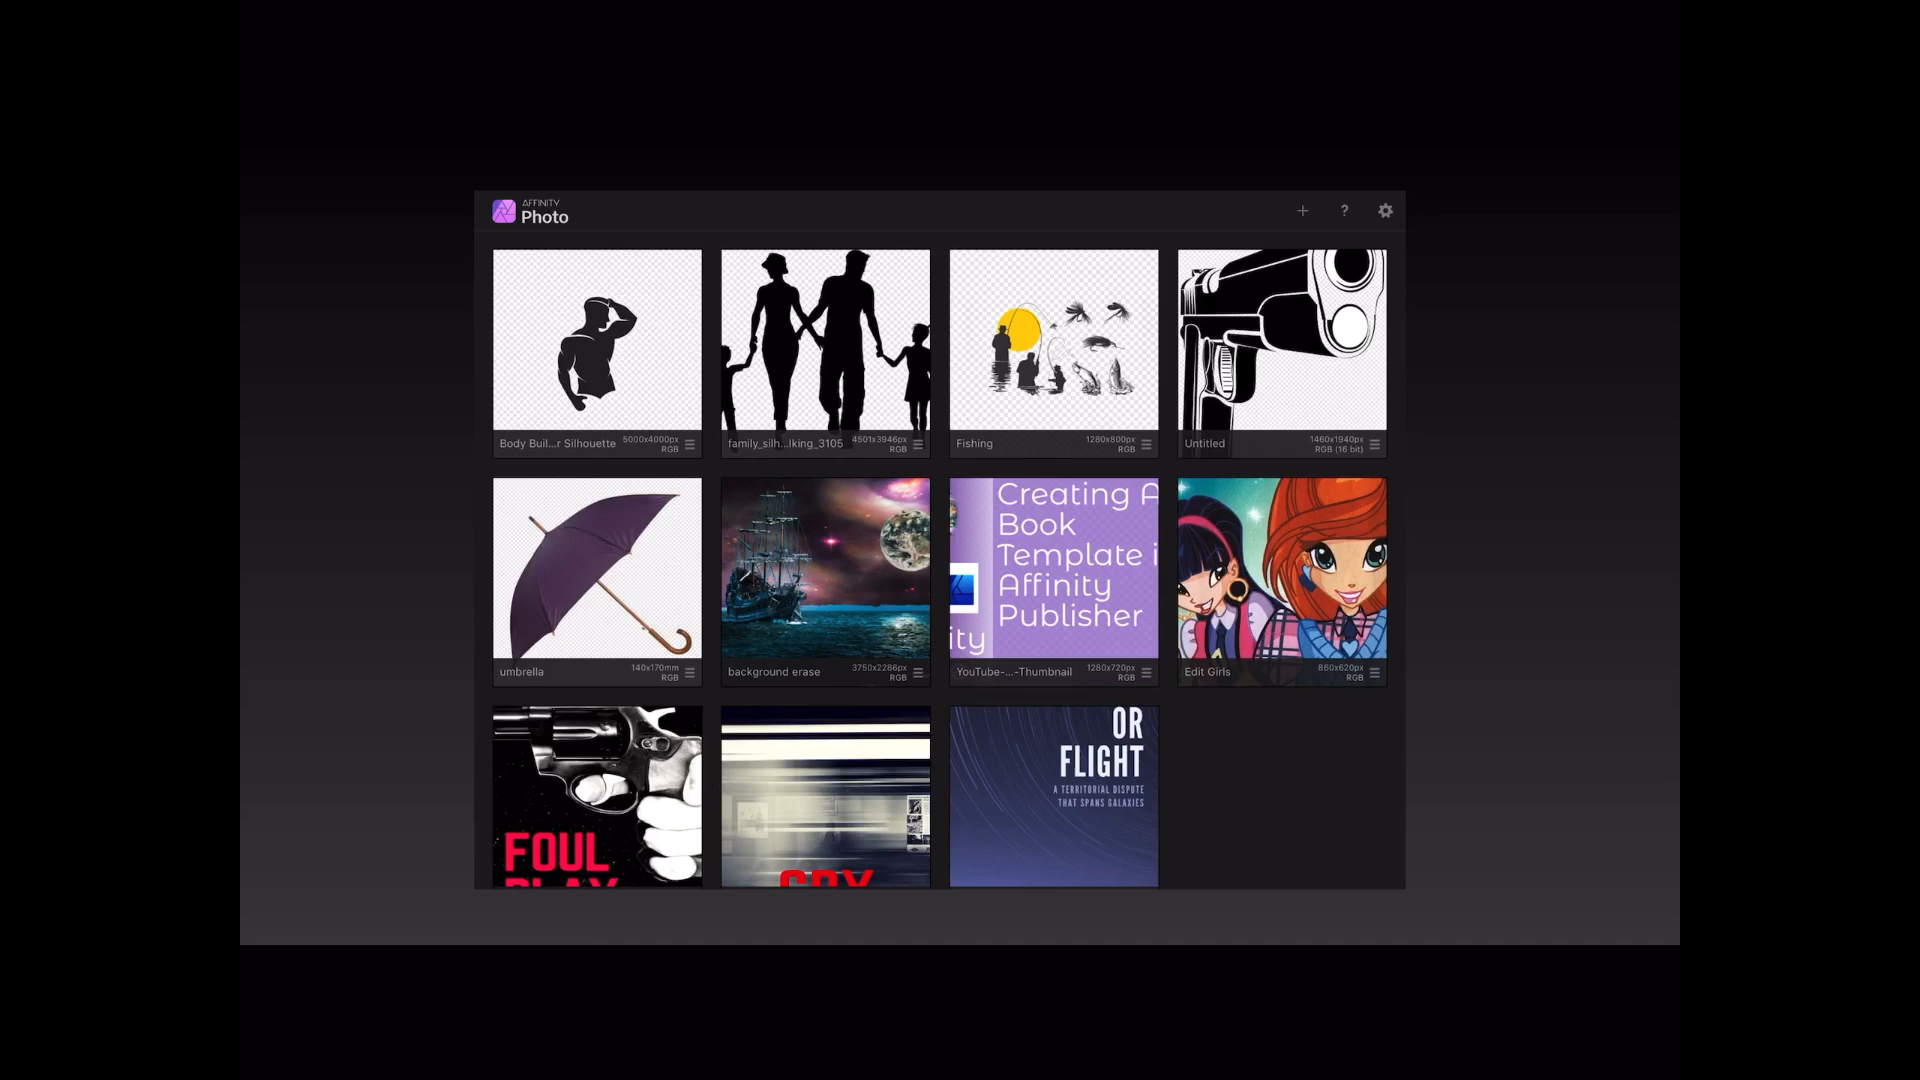 AFFINITY
Photo
+ ?
Body Buil...r Silhouette 5000x4000px
RGB
family_silh...lking_3105 4501x3946px
RGB
Fishing 1280x800px
RGB
Untitled 1460x1940px
RGB (16 bit)
Creating A
Book
Template i
Affinity
Publisher
ity
umbrella 140x170mm
RGB
background erase 3750x2286px
RGB
YouTube-...-Thumbnail 1280x720px
RGB
Edit Girls 860x620px
RGB
FOUL
PLAY
SPY
OR
FLIGHT
A TERRITORIAL DISPUTE
THAT SPANS GALAXIES